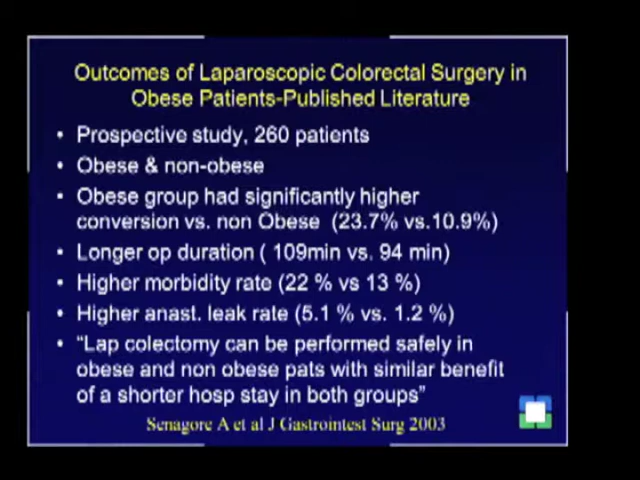 Outcomes of Laparoscopic Colorectal Surgery in
Obese Patients-Published Literature
• Prospective study, 260 patients
• Obese & non-obese
• Obese group had significantly higher
conversion vs. non Obese (23.7% vs.10.9%)
• Longer op duration ( 109min vs. 94 min)
• Higher morbidity rate (22 % vs 13 %)
• Higher anast. leak rate (5.1 % vs. 1.2 %)
• “Lap colectomy can be performed safely in
obese and non obese pats with similar benefit
of a shorter hosp stay in both groups”
Senagore A et al J Gastrointest Surg 2003